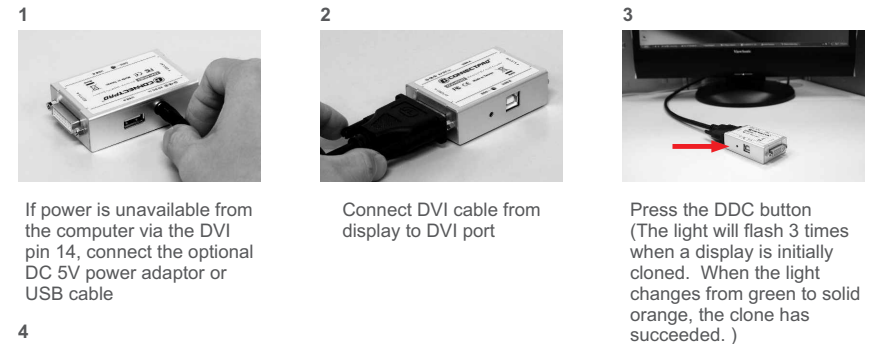 1
If power is unavailable from
the computer via the DVI
pin 14, connect the optional
DC 5V power adaptor or
USB cable
2
CONNECTPRO
Connect DVI cable from
display to DVI port
3
Press the DDC button
(The light will flash 3 times
when a display is initially
cloned. When the light
changes from green to solid
orange, the clone has
succeeded. )
4